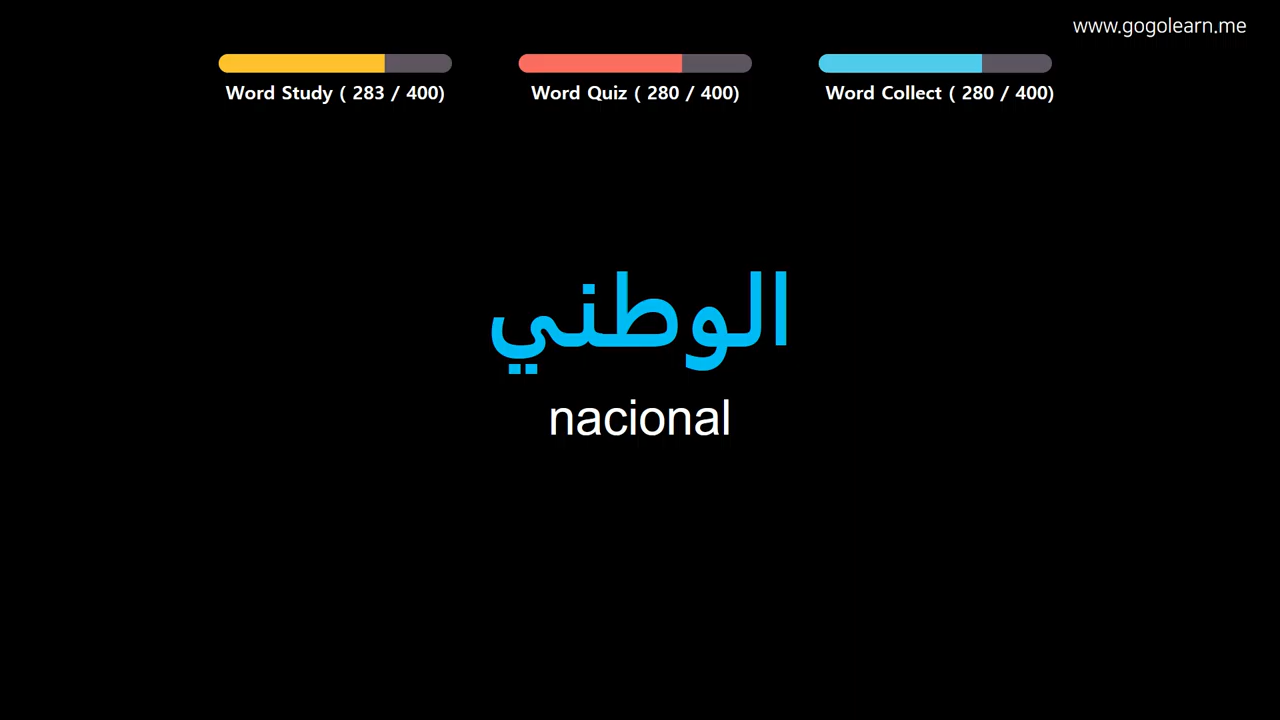 www.gogolearn.me
Word Study ( 283 / 400)
Word Quiz ( 280 / 400)
Word Collect ( 280 / 400)
الوطني
nacional